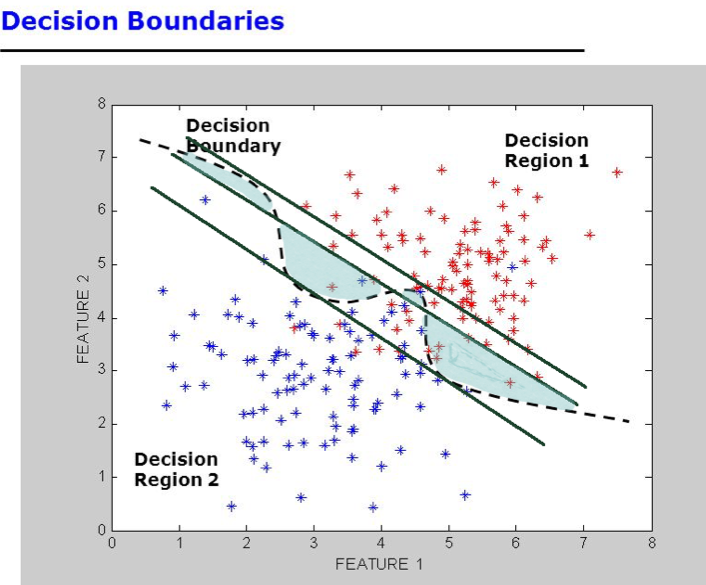 Decision Boundaries
Decision
Boundary
Decision
Region 1
Decision
Region 2
8
7
6
5
4
3
2
1
0
FEATURE 2
0 1 2 3 4 5 6 7 8
FEATURE 1